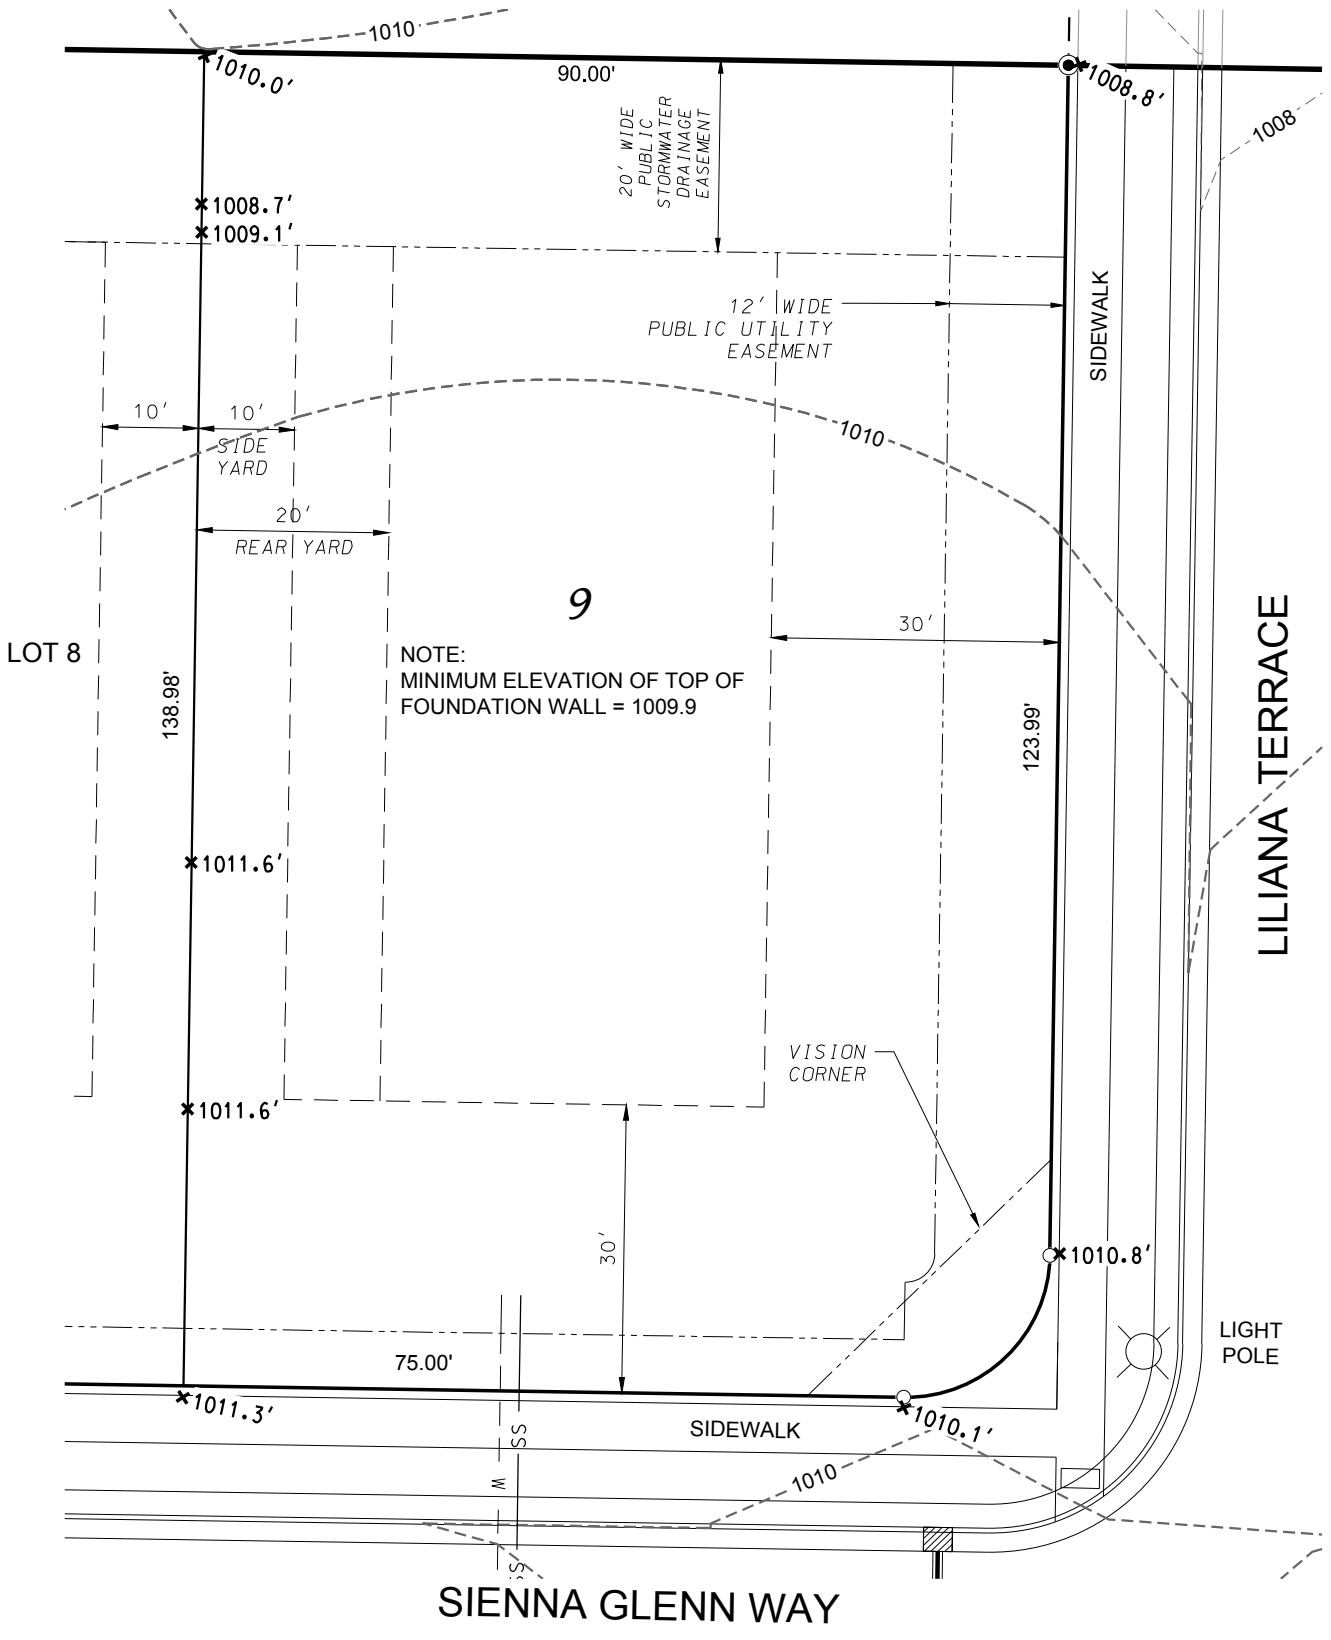 1010
1010.0'
90.00'
1008.8'
20' WIDE
PUBLIC
STORMWATER
DRAINAGE
EASEMENT
1008
1008.7'
1009.1'
12' WIDE
PUBLIC UTILITY
EASEMENT
SIDEWALK
10'
10'
SIDE
YARD
1010
20'
REAR YARD
9
30'
LOT 8
NOTE:
MINIMUM ELEVATION OF TOP OF
FOUNDATION WALL = 1009.9
138.98'
123.99'
LILIANA TERRACE
1011.6'
VISION
CORNER
1011.6'
30'
1010.8'
LIGHT
POLE
75.00'
1011.3'
SIDEWALK
1010.1'
SS
W
1010
SS
SIENNA GLENN WAY